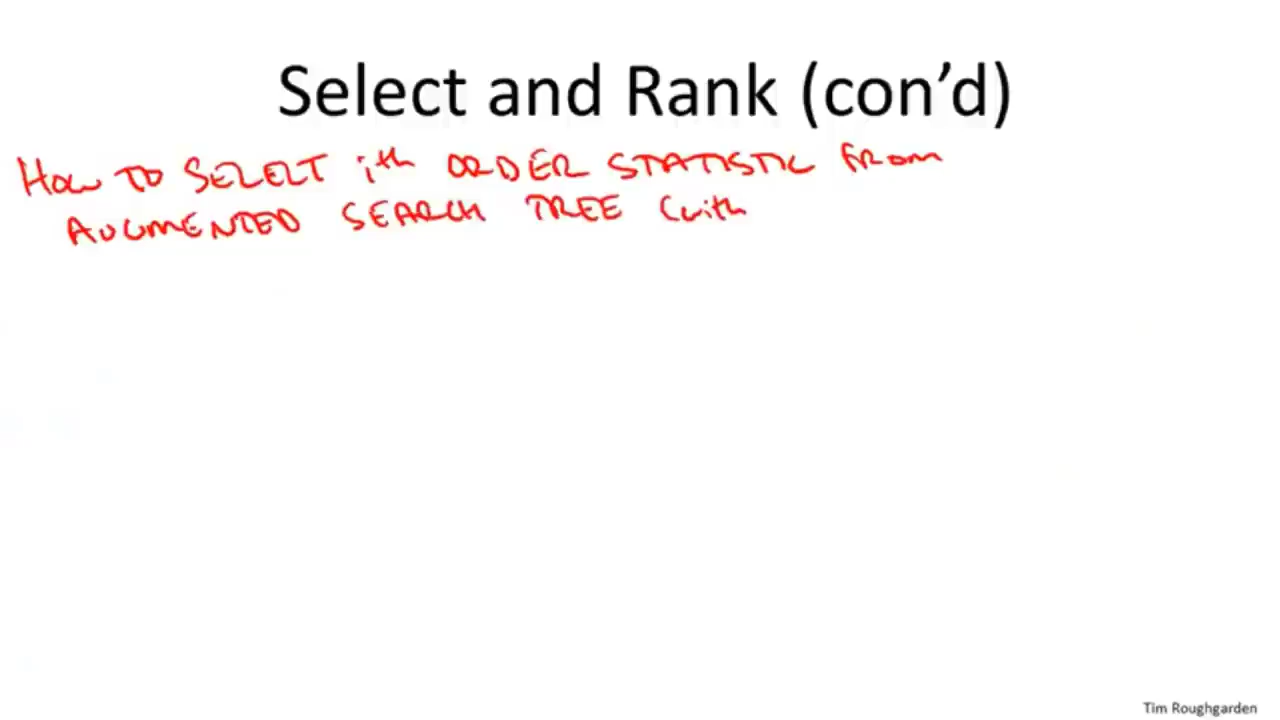 Select and Rank (con'd)
HOW TO SELECT ith ORDER STATISTIC FROM
AUGMENTED SEARCH TREE (with
Tim Roughgarden